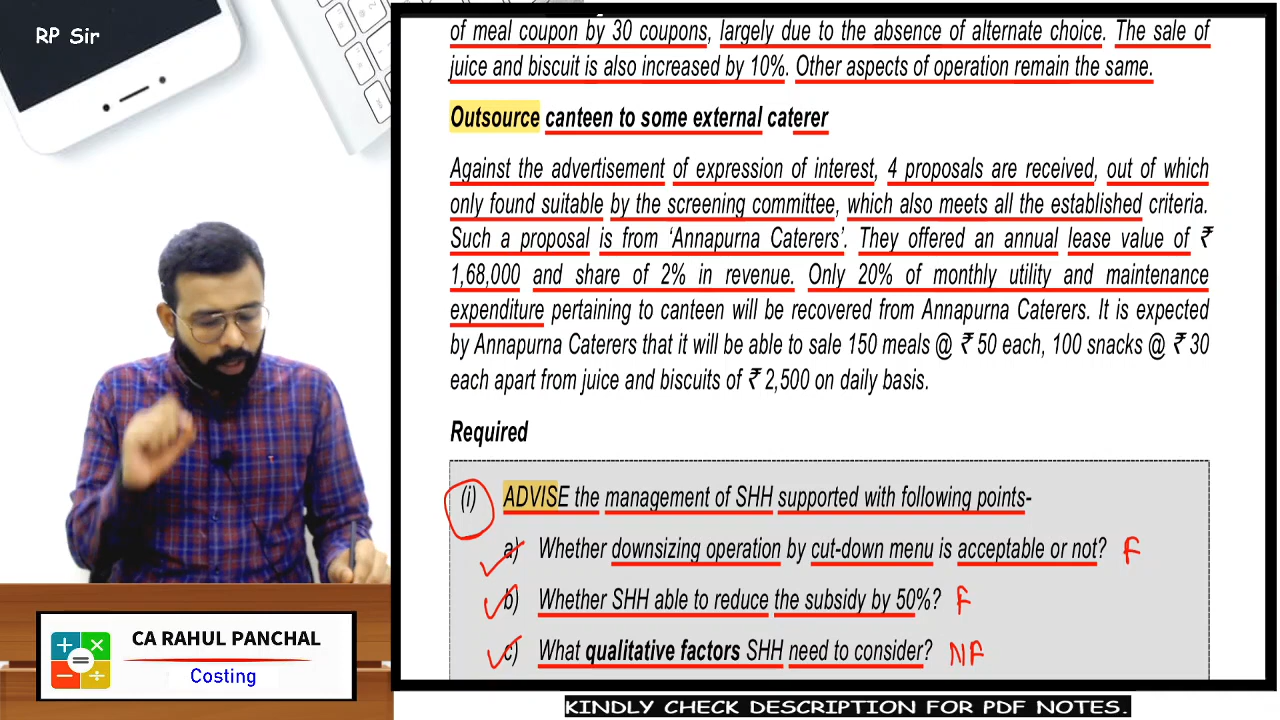 RP Sir
of meal coupon by 30 coupons, largely due to the absence of alternate choice. The sale of
juice and biscuit is also increased by 10%. Other aspects of operation remain the same.
Outsource canteen to some external caterer
Against the advertisement of expression of interest, 4 proposals are received, out of which
only found suitable by the screening committee, which also meets all the established criteria.
Such a proposal is from ‘Annapurna Caterers’. They offered an annual lease value of ₹
1,68,000 and share of 2% in revenue. Only 20% of monthly utility and maintenance
expenditure pertaining to canteen will be recovered from Annapurna Caterers. It is expected
by Annapurna Caterers that it will be able to sale 150 meals @ ₹ 50 each, 100 snacks @ ₹ 30
each apart from juice and biscuits of ₹ 2,500 on daily basis.
Required
(i) ADVISE the management of SHH supported with following points-
a) Whether downsizing operation by cut-down menu is acceptable or not? F
b) Whether SHH able to reduce the subsidy by 50%? F
c) What qualitative factors SHH need to consider? NF
CA RAHUL PANCHAL
Costing
KINDLY CHECK DESCRIPTION FOR PDF NOTES.